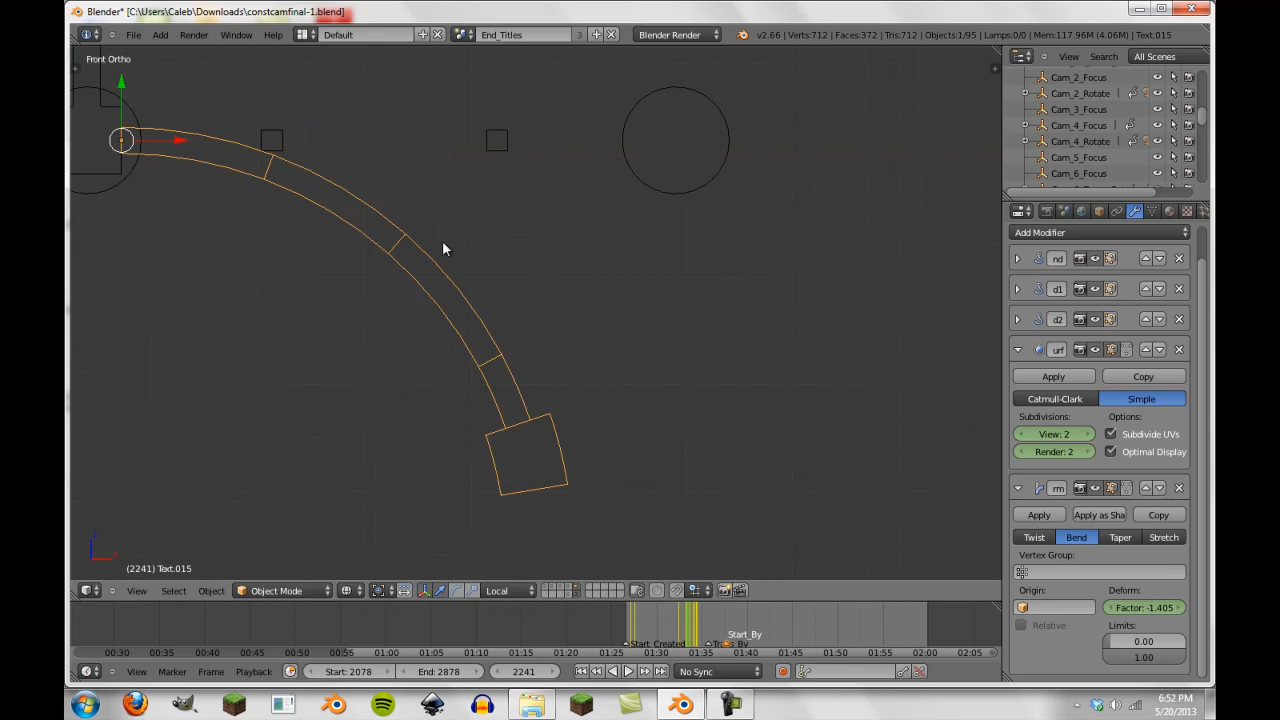 Blender* [C:\Users\Caleb\Downloads\constcamfinal-1.blend]
File Add Render Window Help Default End_Titles 3 Blender Render v2.66 | Verts:712 | Faces:372 | Tris:712 | Objects:1/95 | Lamps:0/0 | Mem:117.96M (4.06M) | Text.015
Front Ortho
View Search All Scenes
Cam_2_Focus
Cam_2_Rotate
Cam_3_Focus
Cam_4_Focus
Cam_4_Rotate
Cam_5_Focus
Cam_6_Focus
Add Modifier
nd
d1
d2
urf
Apply Copy
Catmull-Clark Simple
Subdivisions: Options:
View: 2 Subdivide UVs
Render: 2 Optimal Display
rm
Apply Apply as Sha Copy
Twist Bend Taper Stretch
Vertex Group:
Origin: Deform:
Factor: -1.405
Relative Limits:
0.00
1.00
(2241) Text.015
View Select Object Object Mode Local
Start_By
Start_Created
00:30 00:35 00:40 00:45 00:50 00:55 01:00 01:05 01:10 01:15 01:20 01:25 01:30 01:35 01:40 01:45 01:50 01:55 02:00 02:05
View Marker Frame Playback Start: 2078 End: 2878 2241 No Sync
6:52 PM
5/20/2013